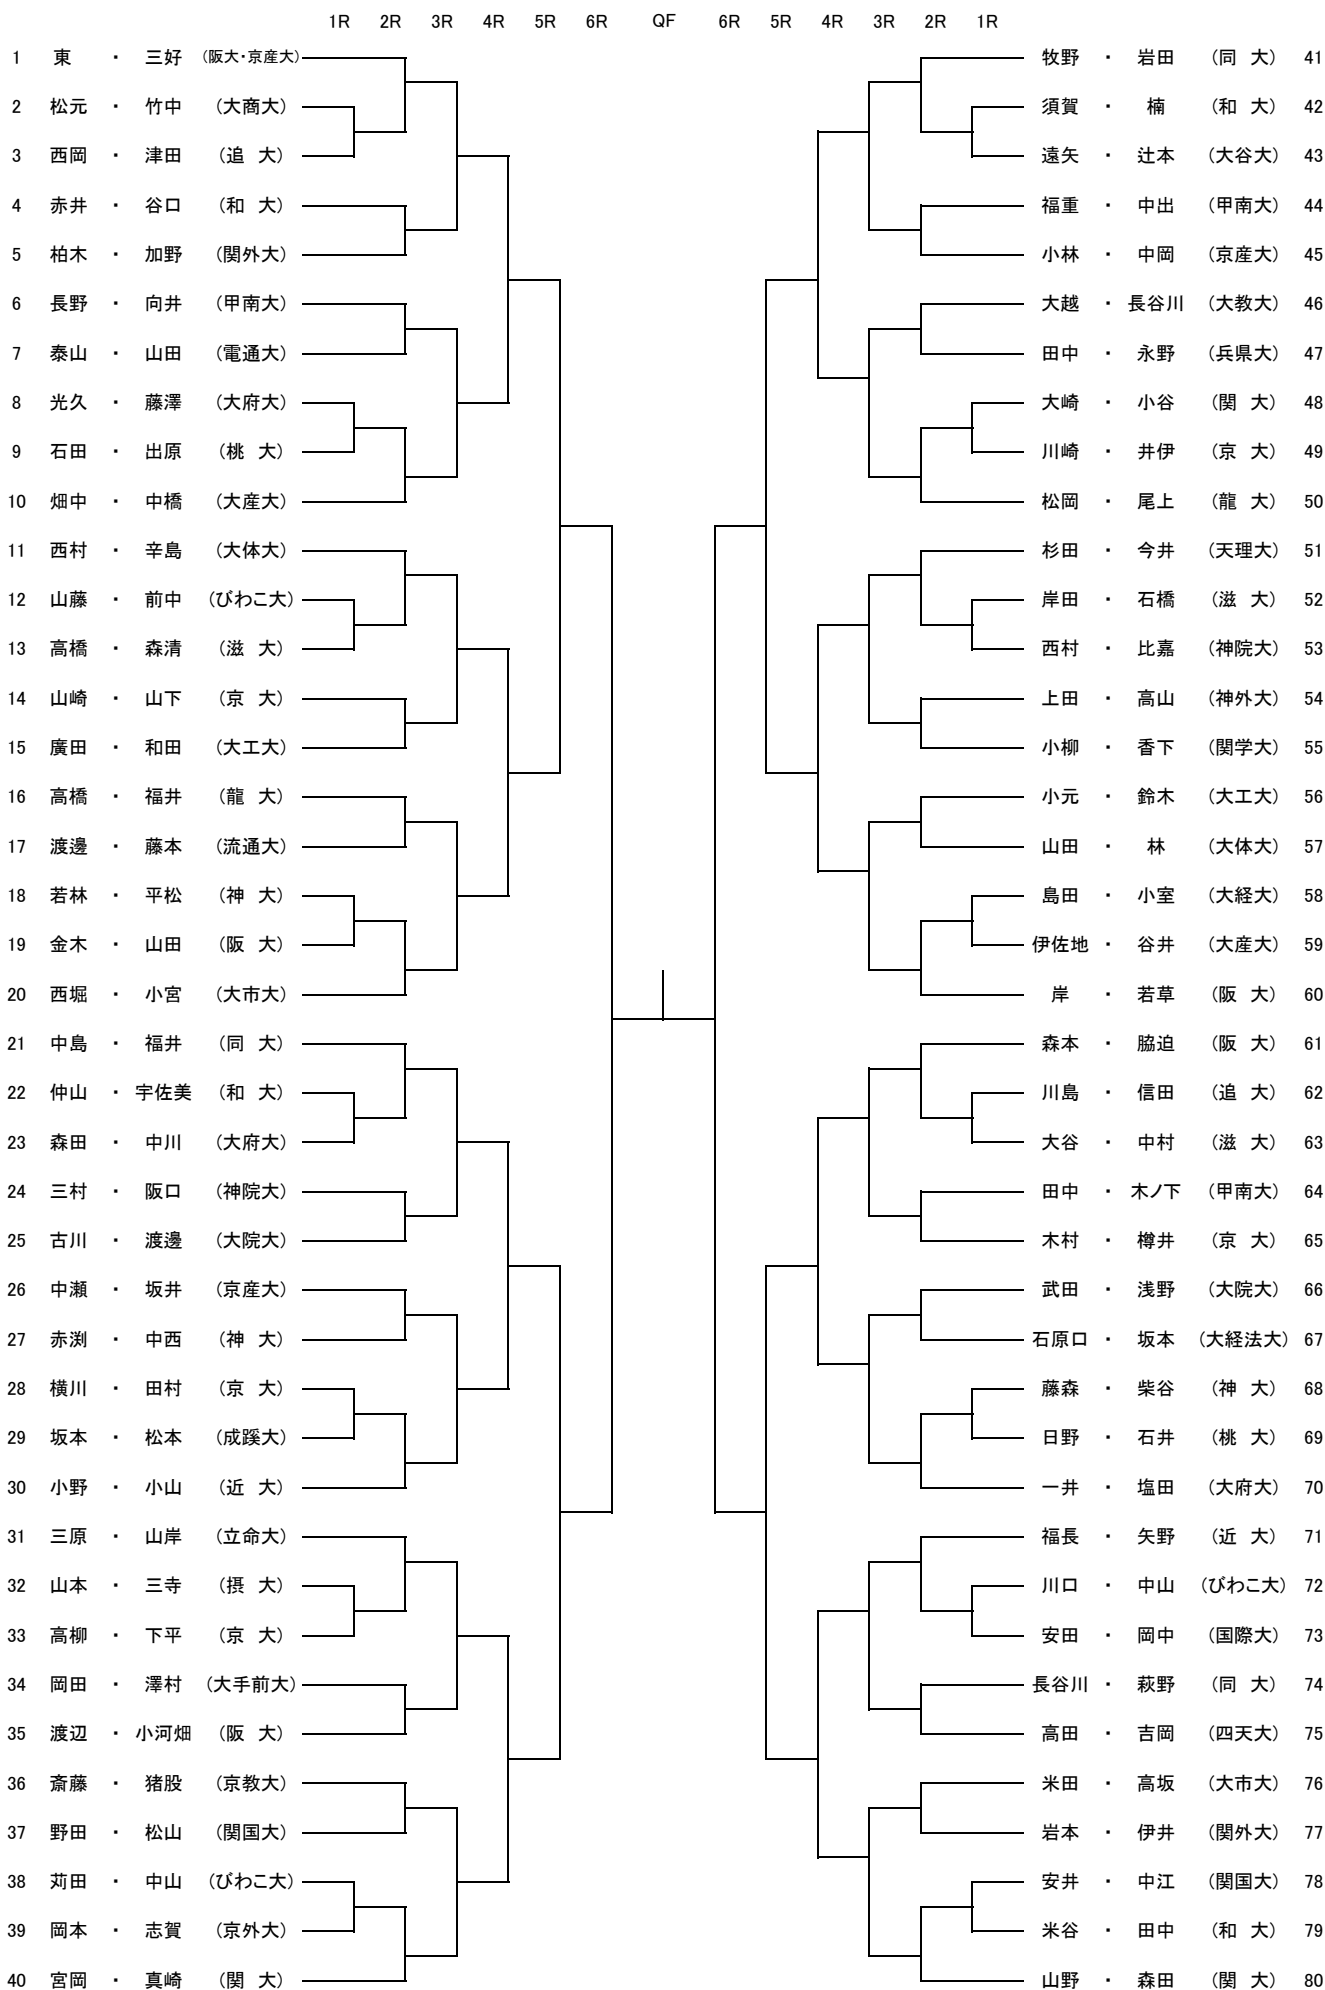 1R 2R 3R 4R 5R 6R QF 6R 5R 4R 3R 2R 1R
1 東 ・ 三好 (阪大・京産大) 牧野 ・ 岩田 (同 大) 41
2 松元 ・ 竹中 (大商大) 須賀 ・ 楠 (和 大) 42
3 西岡 ・ 津田 (追 大) 遠矢 ・ 辻本 (大谷大) 43
4 赤井 ・ 谷口 (和 大) 福重 ・ 中出 (甲南大) 44
5 柏木 ・ 加野 (関外大) 小林 ・ 中岡 (京産大) 45
6 長野 ・ 向井 (甲南大) 大越 ・ 長谷川 (大教大) 46
7 泰山 ・ 山田 (電通大) 田中 ・ 永野 (兵県大) 47
8 光久 ・ 藤澤 (大府大) 大崎 ・ 小谷 (関 大) 48
9 石田 ・ 出原 (桃 大) 川崎 ・ 井伊 (京 大) 49
10 畑中 ・ 中橋 (大産大) 松岡 ・ 尾上 (龍 大) 50
11 西村 ・ 辛島 (大体大) 杉田 ・ 今井 (天理大) 51
12 山藤 ・ 前中 (びわこ大) 岸田 ・ 石橋 (滋 大) 52
13 高橋 ・ 森清 (滋 大) 西村 ・ 比嘉 (神院大) 53
14 山崎 ・ 山下 (京 大) 上田 ・ 高山 (神外大) 54
15 廣田 ・ 和田 (大工大) 小柳 ・ 香下 (関学大) 55
16 高橋 ・ 福井 (龍 大) 小元 ・ 鈴木 (大工大) 56
17 渡邊 ・ 藤本 (流通大) 山田 ・ 林 (大体大) 57
18 若林 ・ 平松 (神 大) 島田 ・ 小室 (大経大) 58
19 金木 ・ 山田 (阪 大) 伊佐地 ・ 谷井 (大産大) 59
20 西堀 ・ 小宮 (大市大) 岸 ・ 若草 (阪 大) 60
21 中島 ・ 福井 (同 大) 森本 ・ 脇迫 (阪 大) 61
22 仲山 ・ 宇佐美 (和 大) 川島 ・ 信田 (追 大) 62
23 森田 ・ 中川 (大府大) 大谷 ・ 中村 (滋 大) 63
24 三村 ・ 阪口 (神院大) 田中 ・ 木ノ下 (甲南大) 64
25 古川 ・ 渡邊 (大院大) 木村 ・ 樽井 (京 大) 65
26 中瀬 ・ 坂井 (京産大) 武田 ・ 浅野 (大院大) 66
27 赤渕 ・ 中西 (神 大) 石原口 ・ 坂本 (大経法大) 67
28 横川 ・ 田村 (京 大) 藤森 ・ 柴谷 (神 大) 68
29 坂本 ・ 松本 (成蹊大) 日野 ・ 石井 (桃 大) 69
30 小野 ・ 小山 (近 大) 一井 ・ 塩田 (大府大) 70
31 三原 ・ 山岸 (立命大) 福長 ・ 矢野 (近 大) 71
32 山本 ・ 三寺 (摂 大) 川口 ・ 中山 (びわこ大) 72
33 高柳 ・ 下平 (京 大) 安田 ・ 岡中 (国際大) 73
34 岡田 ・ 澤村 (大手前大) 長谷川 ・ 萩野 (同 大) 74
35 渡辺 ・ 小河畑 (阪 大) 高田 ・ 吉岡 (四天大) 75
36 斎藤 ・ 猪股 (京教大) 米田 ・ 高坂 (大市大) 76
37 野田 ・ 松山 (関国大) 岩本 ・ 伊井 (関外大) 77
38 苅田 ・ 中山 (びわこ大) 安井 ・ 中江 (関国大) 78
39 岡本 ・ 志賀 (京外大) 米谷 ・ 田中 (和 大) 79
40 宮岡 ・ 真崎 (関 大) 山野 ・ 森田 (関 大) 80